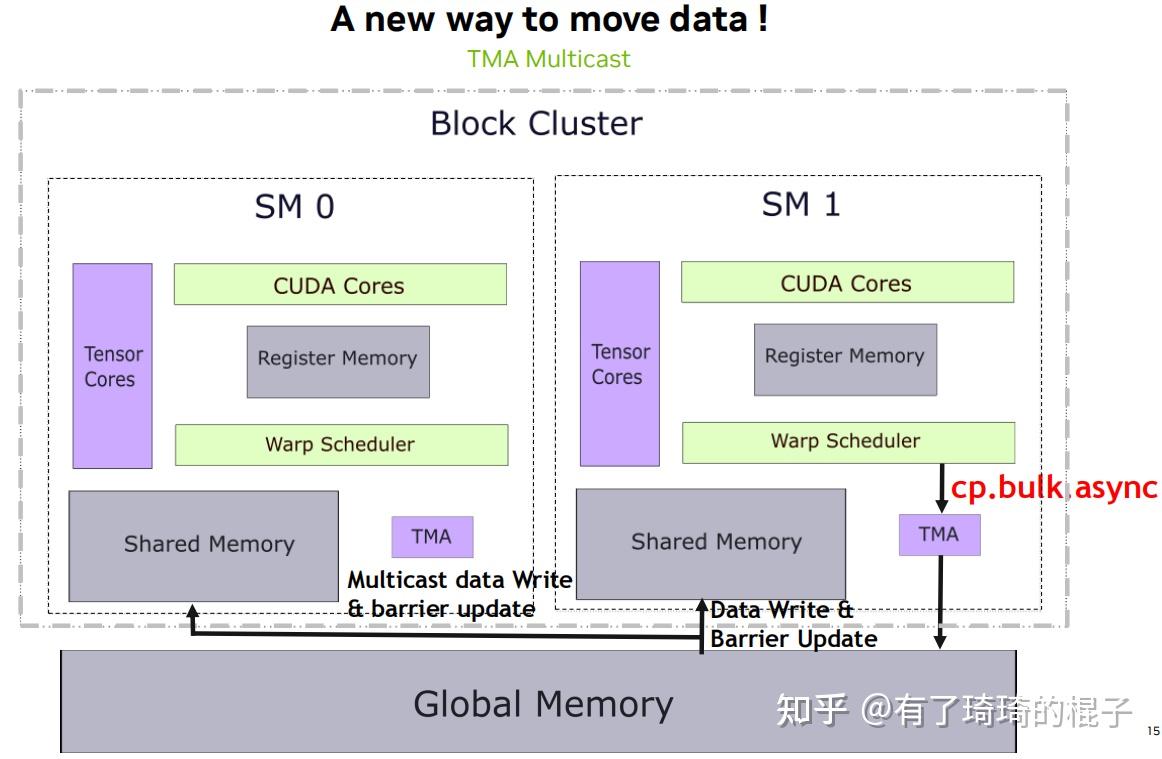 A new way to move data !
TMA Multicast
Block Cluster
SM 0
CUDA Cores
Tensor
Cores
Register Memory
Warp Scheduler
Shared Memory
TMA
SM 1
CUDA Cores
Tensor
Cores
Register Memory
Warp Scheduler
cp.bulk.async
Shared Memory
TMA
Multicast data Write
& barrier update
Data Write &
Barrier Update
Global Memory
知乎 @有了琦琦的棍子
15